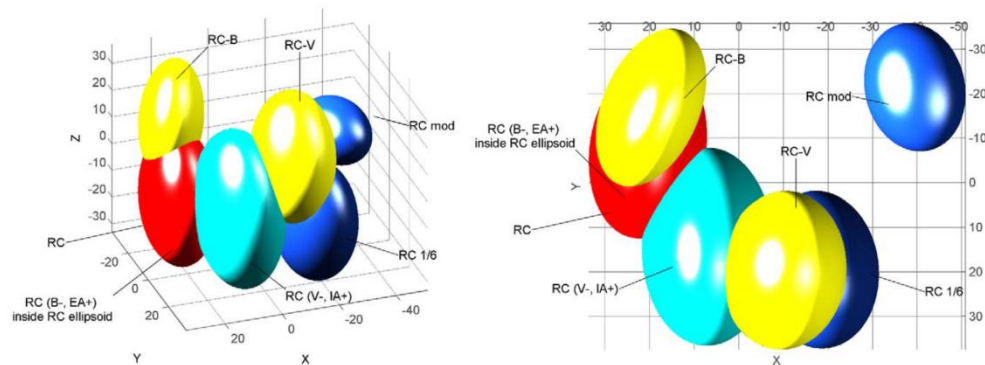 RC-B
RC-V
RC mod
30
20
10
0
-10
-20
-30
Z
RC
RC (B-, EA+)
inside RC ellipsoid
RC (V-, IA+)
RC 1/6
-20
0
20
Y
20
0
-20
-40
X
30 20 10 0 -10 -20 -30 -40 -50
RC-B
RC mod
RC (B-, EA+)
inside RC ellipsoid
RC-V
Y
RC
RC (V-, IA+)
RC 1/6
-30
-20
-10
0
10
20
30
X